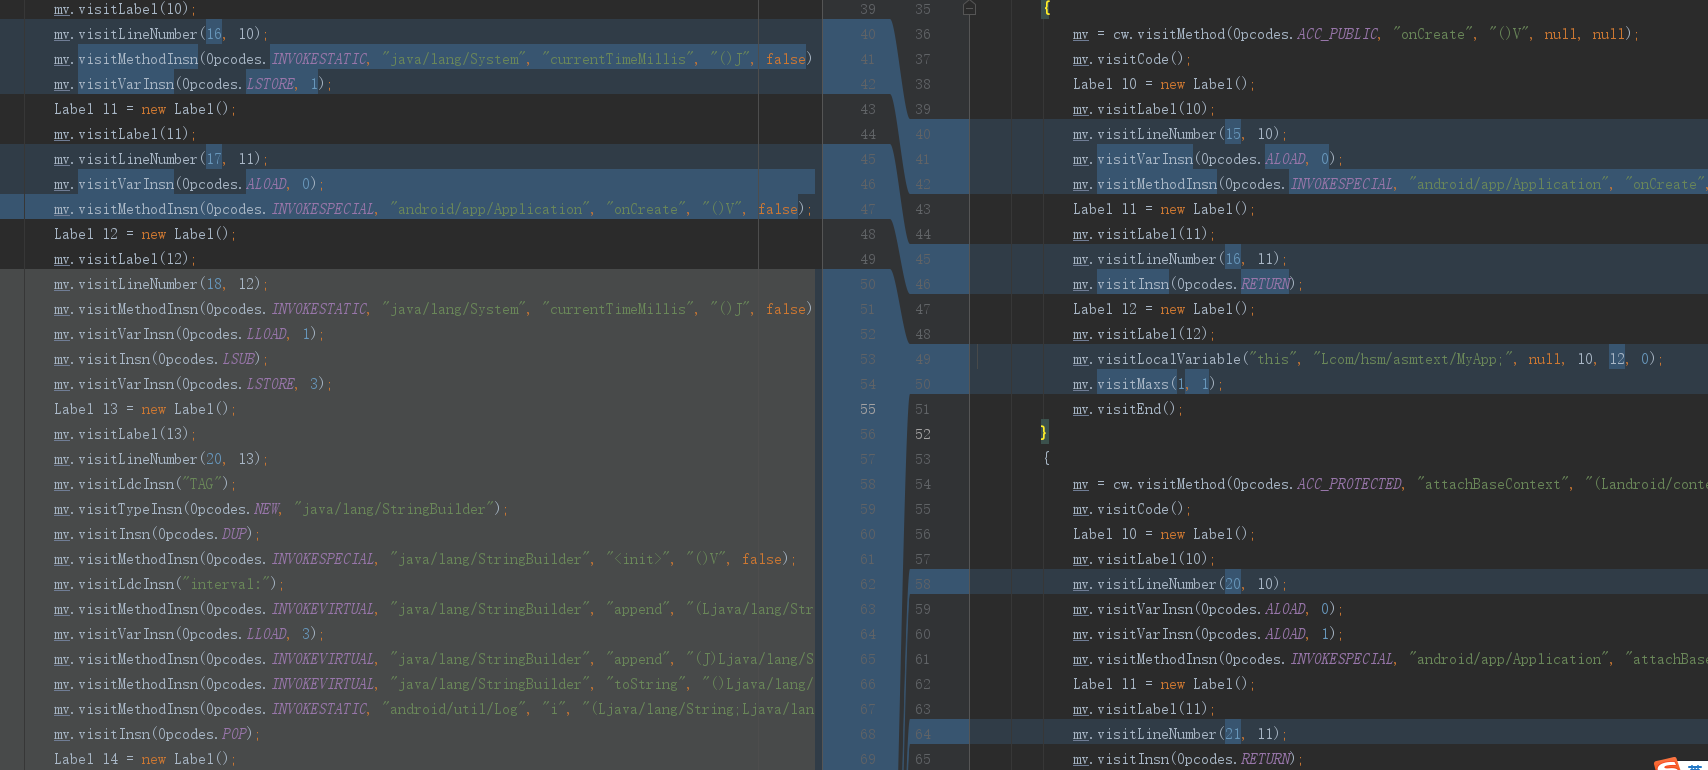 mv.visitLabel(l0);
mv.visitLineNumber(16, l0);
mv.visitMethodInsn(Opcodes.INVOKESTATIC, "java/lang/System", "currentTimeMillis", "()J", false)
mv.visitVarInsn(Opcodes.LSTORE, 1);
Label l1 = new Label();
mv.visitLabel(l1);
mv.visitLineNumber(17, l1);
mv.visitVarInsn(Opcodes.ALOAD, 0);
mv.visitMethodInsn(Opcodes.INVOKESPECIAL, "android/app/Application", "onCreate", "()V", false);
Label l2 = new Label();
mv.visitLabel(l2);
mv.visitLineNumber(18, l2);
mv.visitMethodInsn(Opcodes.INVOKESTATIC, "java/lang/System", "currentTimeMillis", "()J", false)
mv.visitVarInsn(Opcodes.LLOAD, 1);
mv.visitInsn(Opcodes.LSUB);
mv.visitVarInsn(Opcodes.LSTORE, 3);
Label l3 = new Label();
mv.visitLabel(l3);
mv.visitLineNumber(20, l3);
mv.visitLdcInsn("TAG");
mv.visitTypeInsn(Opcodes.NEW, "java/lang/StringBuilder");
mv.visitInsn(Opcodes.DUP);
mv.visitMethodInsn(Opcodes.INVOKESPECIAL, "java/lang/StringBuilder", "<init>", "()V", false);
mv.visitLdcInsn("interval:");
mv.visitMethodInsn(Opcodes.INVOKEVIRTUAL, "java/lang/StringBuilder", "append", "(Ljava/lang/Str
mv.visitVarInsn(Opcodes.LLOAD, 3);
mv.visitMethodInsn(Opcodes.INVOKEVIRTUAL, "java/lang/StringBuilder", "append", "(J)Ljava/lang/S
mv.visitMethodInsn(Opcodes.INVOKEVIRTUAL, "java/lang/StringBuilder", "toString", "()Ljava/lang/
mv.visitMethodInsn(Opcodes.INVOKESTATIC, "android/util/Log", "i", "(Ljava/lang/String;Ljava/lan
mv.visitInsn(Opcodes.POP);
Label l4 = new Label();
39
40
41
42
43
44
45
46
47
48
49
50
51
52
53
54
55
56
57
58
59
60
61
62
63
64
65
66
67
68
69
35 {
36 mv = cw.visitMethod(Opcodes.ACC_PUBLIC, "onCreate", "()V", null, null);
37 mv.visitCode();
38 Label l0 = new Label();
39 mv.visitLabel(l0);
40 mv.visitLineNumber(15, l0);
41 mv.visitVarInsn(Opcodes.ALOAD, 0);
42 mv.visitMethodInsn(Opcodes.INVOKESPECIAL, "android/app/Application", "onCreate",
43 Label l1 = new Label();
44 mv.visitLabel(l1);
45 mv.visitLineNumber(16, l1);
46 mv.visitInsn(Opcodes.RETURN);
47 Label l2 = new Label();
48 mv.visitLabel(l2);
49 mv.visitLocalVariable("this", "Lcom/hsm/asmtext/MyApp;", null, l0, l2, 0);
50 mv.visitMaxs(1, 1);
51 mv.visitEnd();
52 }
53 {
54 mv = cw.visitMethod(Opcodes.ACC_PROTECTED, "attachBaseContext", "(Landroid/conte
55 mv.visitCode();
56 Label l0 = new Label();
57 mv.visitLabel(l0);
58 mv.visitLineNumber(20, l0);
59 mv.visitVarInsn(Opcodes.ALOAD, 0);
60 mv.visitVarInsn(Opcodes.ALOAD, 1);
61 mv.visitMethodInsn(Opcodes.INVOKESPECIAL, "android/app/Application", "attachBase
62 Label l1 = new Label();
63 mv.visitLabel(l1);
64 mv.visitLineNumber(21, l1);
65 mv.visitInsn(Opcodes.RETURN);